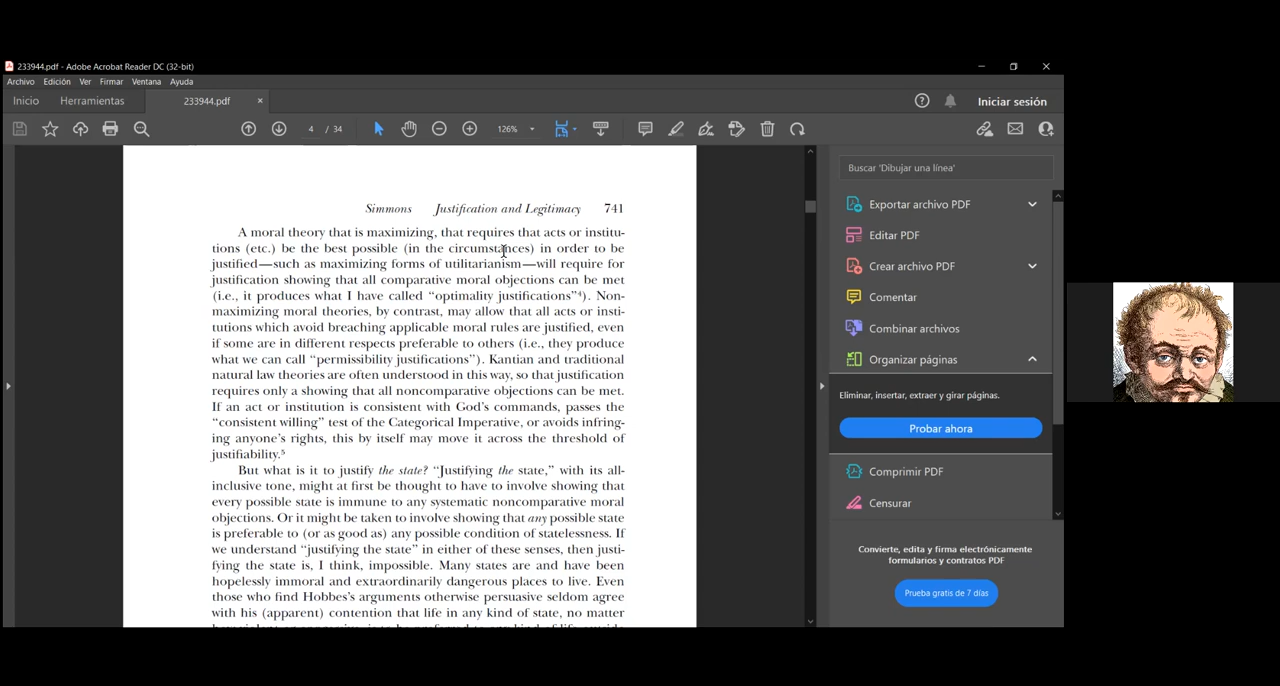 233944.pdf - Adobe Acrobat Reader DC (32-bit)
Archivo Edición Ver Firmar Ventana Ayuda
Inicio Herramientas 233944.pdf × Iniciar sesión
4 / 34 126%
Simmons Justification and Legitimacy 741
A moral theory that is maximizing, that requires that acts or institu-
tions (etc.) be the best possible (in the circumstances) in order to be
justified—such as maximizing forms of utilitarianism—will require for
justification showing that all comparative moral objections can be met
(i.e., it produces what I have called “optimality justifications”⁴). Non-
maximizing moral theories, by contrast, may allow that all acts or insti-
tutions which avoid breaching applicable moral rules are justified, even
if some are in different respects preferable to others (i.e., they produce
what we can call “permissibility justifications”). Kantian and traditional
natural law theories are often understood in this way, so that justification
requires only a showing that all noncomparative objections can be met.
If an act or institution is consistent with God’s commands, passes the
“consistent willing” test of the Categorical Imperative, or avoids infring-
ing anyone’s rights, this by itself may move it across the threshold of
justifiability.⁵
But what is it to justify the state? “Justifying the state,” with its all-
inclusive tone, might at first be thought to have to involve showing that
every possible state is immune to any systematic noncomparative moral
objections. Or it might be taken to involve showing that any possible state
is preferable to (or as good as) any possible condition of statelessness. If
we understand “justifying the state” in either of these senses, then justi-
fying the state is, I think, impossible. Many states are and have been
hopelessly immoral and extraordinarily dangerous places to live. Even
those who find Hobbes’s arguments otherwise persuasive seldom agree
with his (apparent) contention that life in any kind of state, no matter
Buscar 'Dibujar una línea'
Exportar archivo PDF
Editar PDF
Crear archivo PDF
Comentar
Combinar archivos
Organizar páginas
Eliminar, insertar, extraer y girar páginas.
Probar ahora
Comprimir PDF
Censurar
Convierte, edita y firma electrónicamente
formularios y contratos PDF
Prueba gratis de 7 días